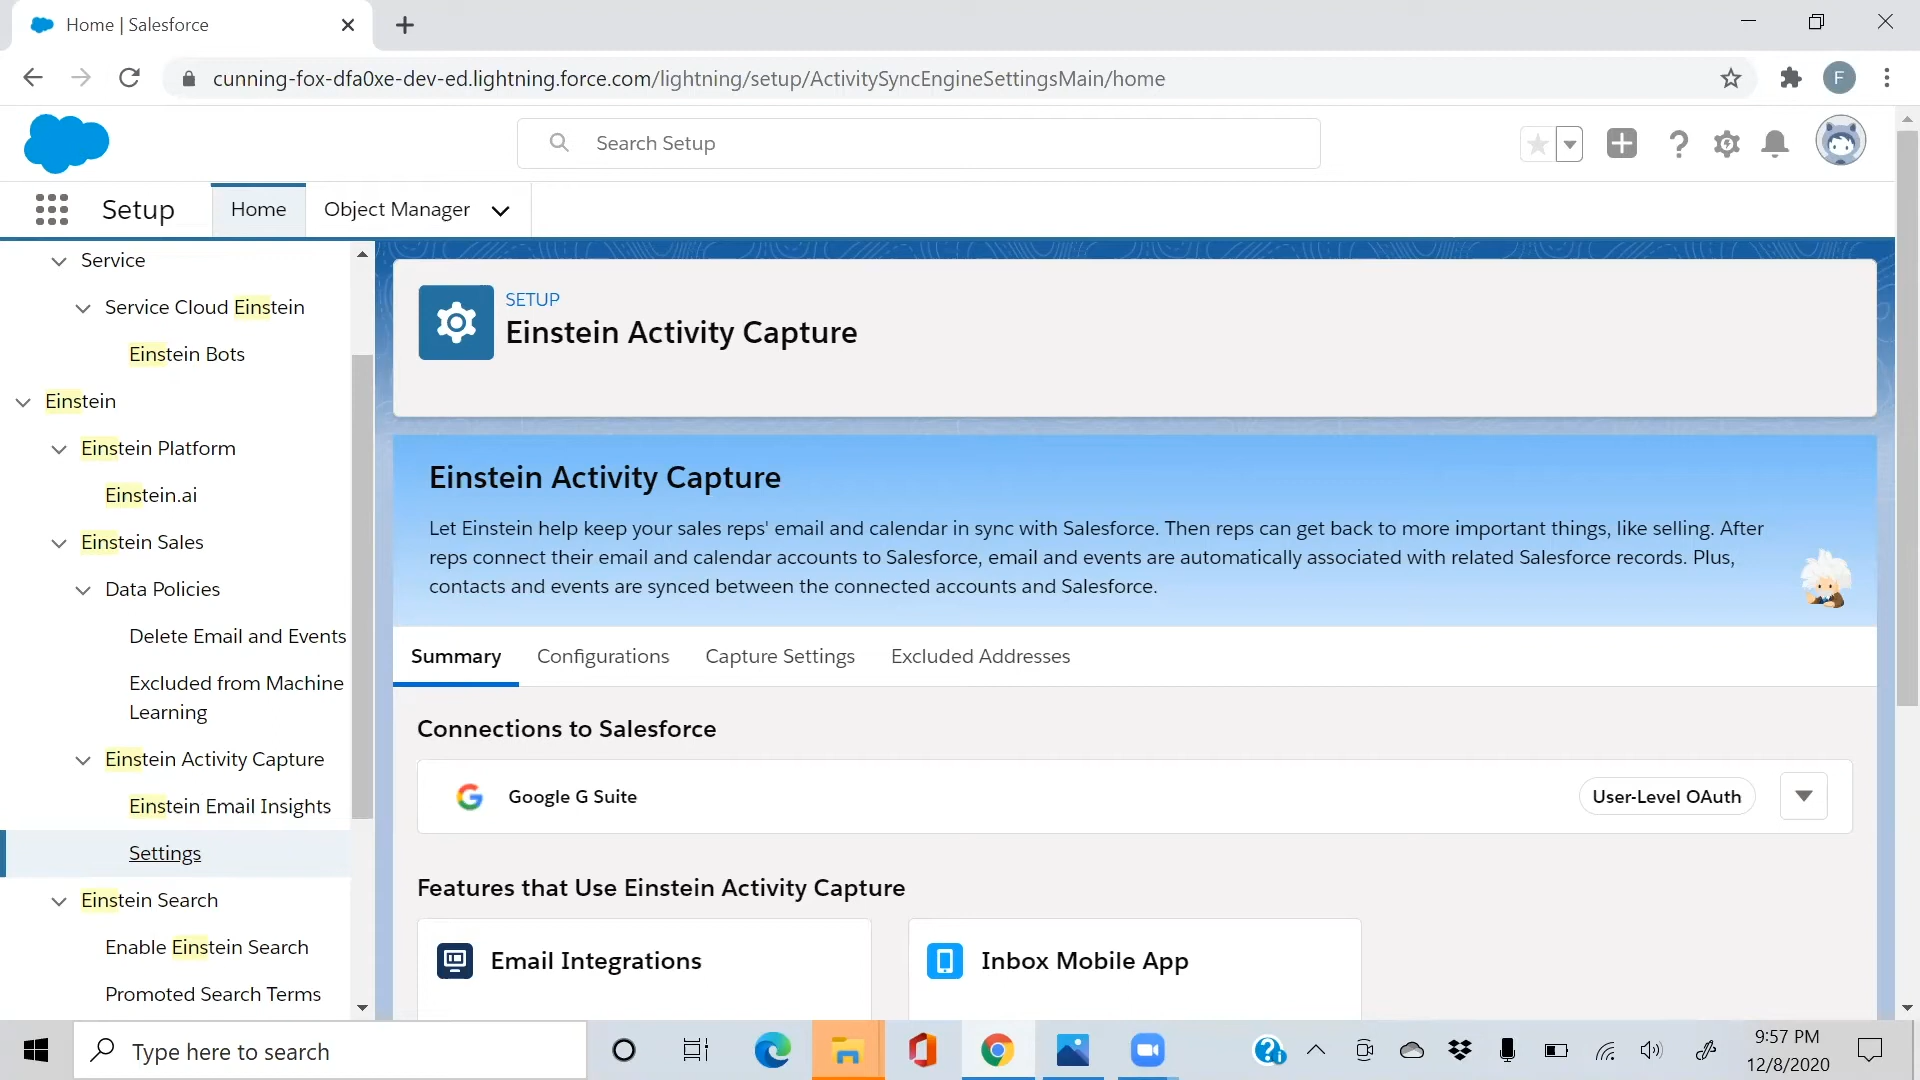 Home | Salesforce
cunning-fox-dfa0xe-dev-ed.lightning.force.com/lightning/setup/ActivitySyncEngineSettingsMain/home
F
Search Setup
Setup
Home
Object Manager
Service
Service Cloud Einstein
Einstein Bots
Einstein
Einstein Platform
Einstein.ai
Einstein Sales
Data Policies
Delete Email and Events
Excluded from Machine
Learning
Einstein Activity Capture
Einstein Email Insights
Settings
Einstein Search
Enable Einstein Search
Promoted Search Terms
SETUP
Einstein Activity Capture
Einstein Activity Capture
Let Einstein help keep your sales reps' email and calendar in sync with Salesforce. Then reps can get back to more important things, like selling. After
reps connect their email and calendar accounts to Salesforce, email and events are automatically associated with related Salesforce records. Plus,
contacts and events are synced between the connected accounts and Salesforce.
Summary
Configurations
Capture Settings
Excluded Addresses
Connections to Salesforce
Google G Suite
User-Level OAuth
Features that Use Einstein Activity Capture
Email Integrations
Inbox Mobile App
Type here to search
9:57 PM
12/8/2020